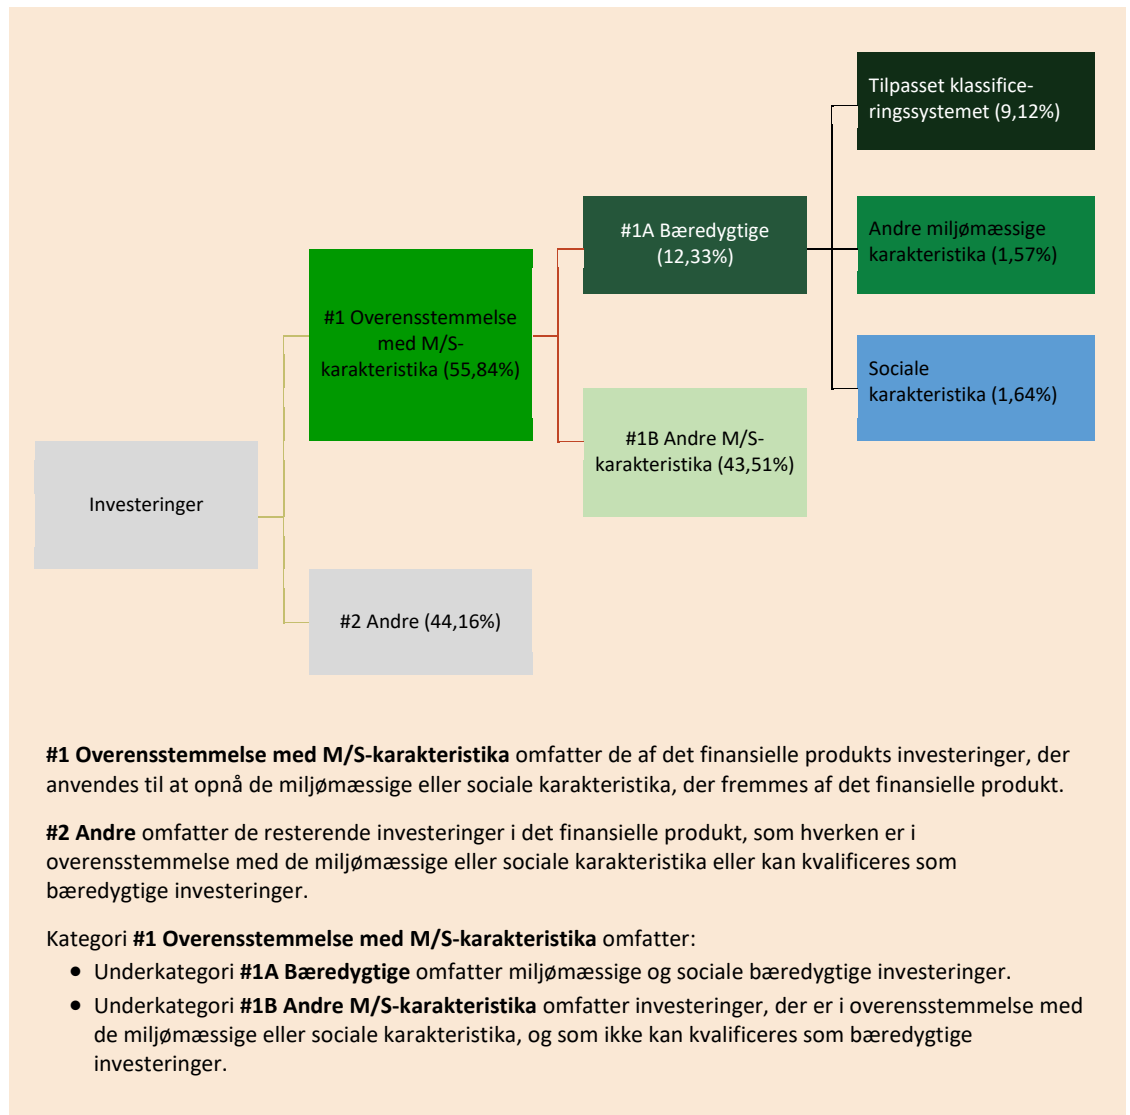 Tilpasset klassifice-
ringssystemet (9,12%)
#1A Bæredygtige
(12,33%)
Andre miljømæssige
karakteristika (1,57%)
#1 Overensstemmelse
med M/S-
karakteristika (55,84%)
Sociale
karakteristika (1,64%)
#1B Andre M/S-
karakteristika (43,51%)
Investeringer
#2 Andre (44,16%)
#1 Overensstemmelse med M/S-karakteristika omfatter de af det finansielle produkts investeringer, der
anvendes til at opnå de miljømæssige eller sociale karakteristika, der fremmes af det finansielle produkt.
#2 Andre omfatter de resterende investeringer i det finansielle produkt, som hverken er i
overensstemmelse med de miljømæssige eller sociale karakteristika eller kan kvalificeres som
bæredygtige investeringer.
Kategori #1 Overensstemmelse med M/S-karakteristika omfatter:
• Underkategori #1A Bæredygtige omfatter miljømæssige og sociale bæredygtige investeringer.
• Underkategori #1B Andre M/S-karakteristika omfatter investeringer, der er i overensstemmelse med
de miljømæssige eller sociale karakteristika, og som ikke kan kvalificeres som bæredygtige
investeringer.